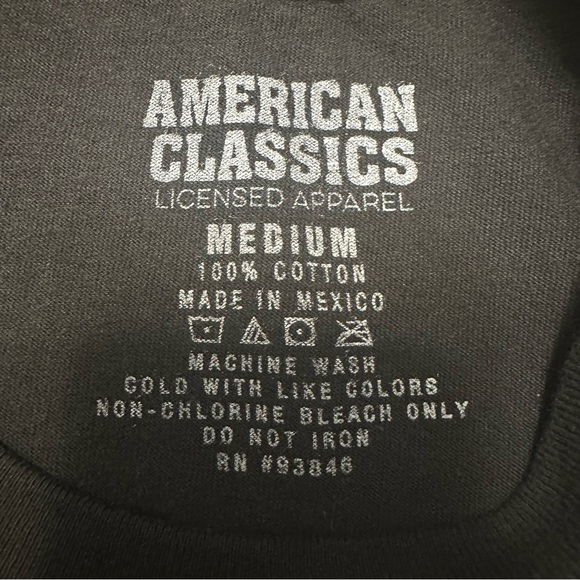 AMERICAN
CLASSICS
LICENSED APPAREL
MEDIUM
100% COTTON
MADE IN MEXICO
MACHINE WASH
COLD WITH LIKE COLORS
NON-CHLORINE BLEACH ONLY
DO NOT IRON
RN #93846